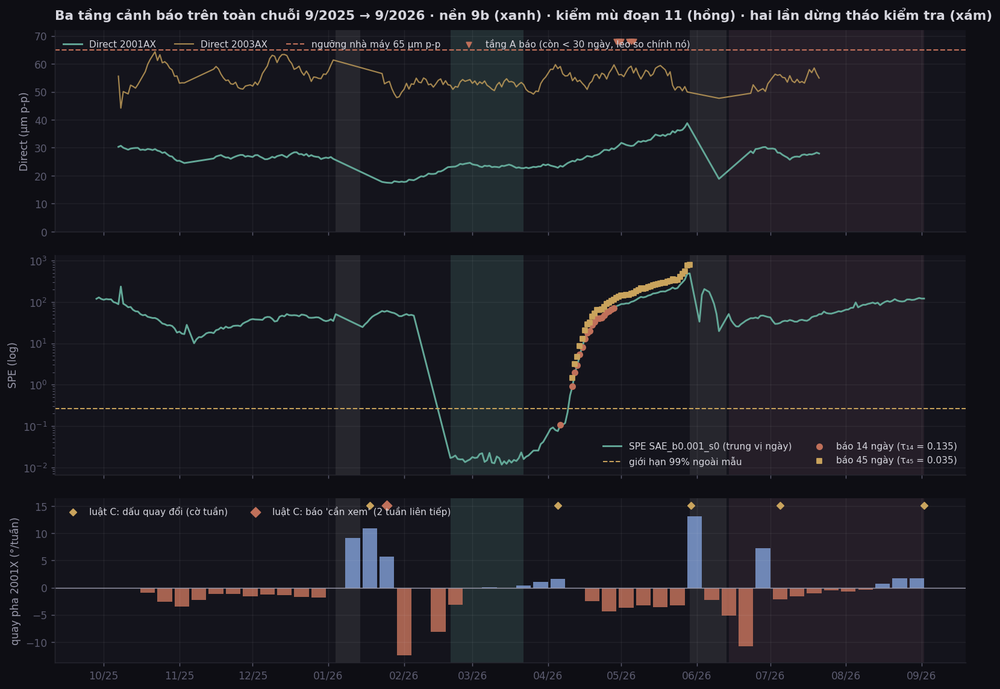 Ba tầng cảnh báo trên toàn chuỗi 9/2025 → 9/2026 · nền 9b (xanh) · kiểm mù đoạn 11 (hồng) · hai lần dừng tháo kiểm tra (xám)
Direct 2001AX
Direct 2003AX
ngưỡng nhà máy 65 µm p-p
tầng A báo (còn < 30 ngày, leo so chính nó)
Direct (µm p-p)
70
60
50
40
30
20
10
0
SPE (log)
10³
10²
10¹
10⁰
10⁻¹
10⁻²
SPE SAE_b0.001_s0 (trung vị ngày)
giới hạn 99% ngoài mẫu
báo 14 ngày (τ₁₄ = 0.135)
báo 45 ngày (τ₄₅ = 0.035)
luật C: dấu quay đổi (cờ tuần)
luật C: báo 'cần xem' (2 tuần liên tiếp)
quay pha 2001X (°/tuần)
15
10
5
0
−5
−10
10/25
11/25
12/25
01/26
02/26
03/26
04/26
05/26
06/26
07/26
08/26
09/26